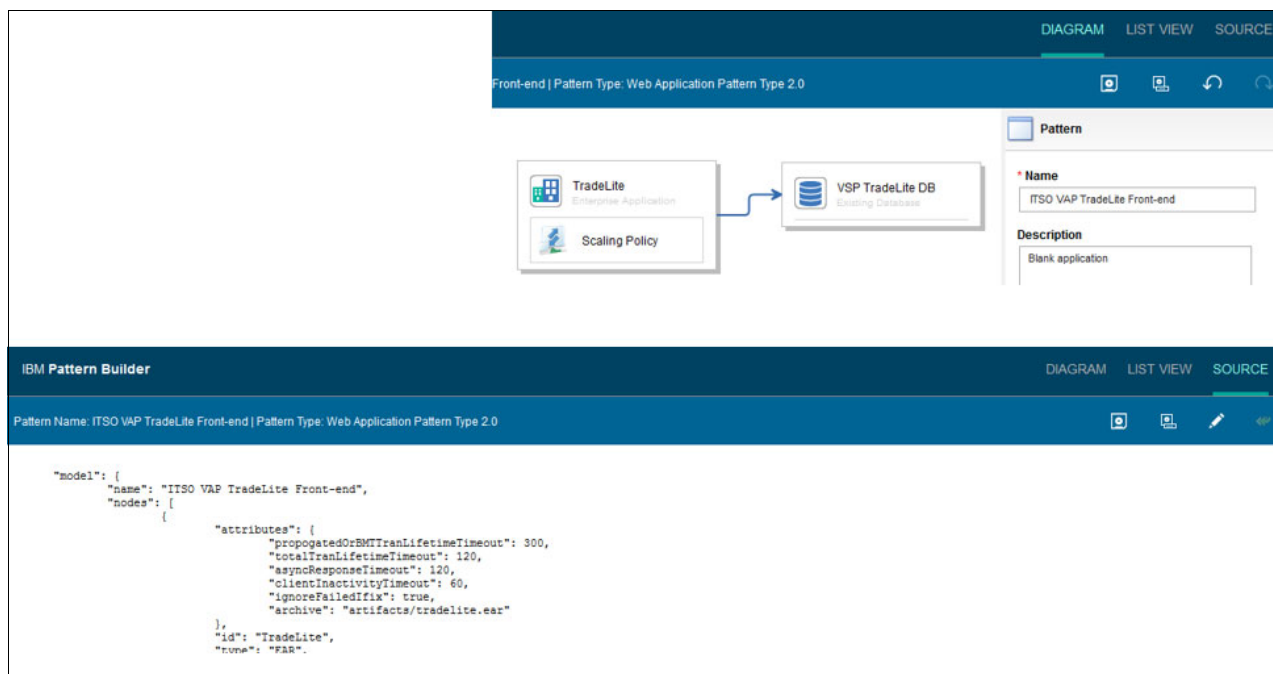 DIAGRAM LIST VIEW SOURCE
Front-end | Pattern Type: Web Application Pattern Type 2.0
Pattern
TradeLite
Enterprise Application
Scaling Policy
VSP TradeLite DB
Existing Database
* Name
ITSO VAP TradeLite Front-end
Description
Blank application
IBM Pattern Builder
DIAGRAM LIST VIEW SOURCE
Pattern Name: ITSO VAP TradeLite Front-end | Pattern Type: Web Application Pattern Type 2.0
"model": {
"name": "ITSO VAP TradeLite Front-end",
"nodes": [
{
"attributes": {
"propogatedOrBMTTranLifetimeTimeout": 300,
"totalTranLifetimeTimeout": 120,
"asyncResponseTimeout": 120,
"clientInactivityTimeout": 60,
"ignoreFailedIfix": true,
"archive": "artifacts/tradelite.ear"
},
"id": "TradeLite",
"type": "EAR",